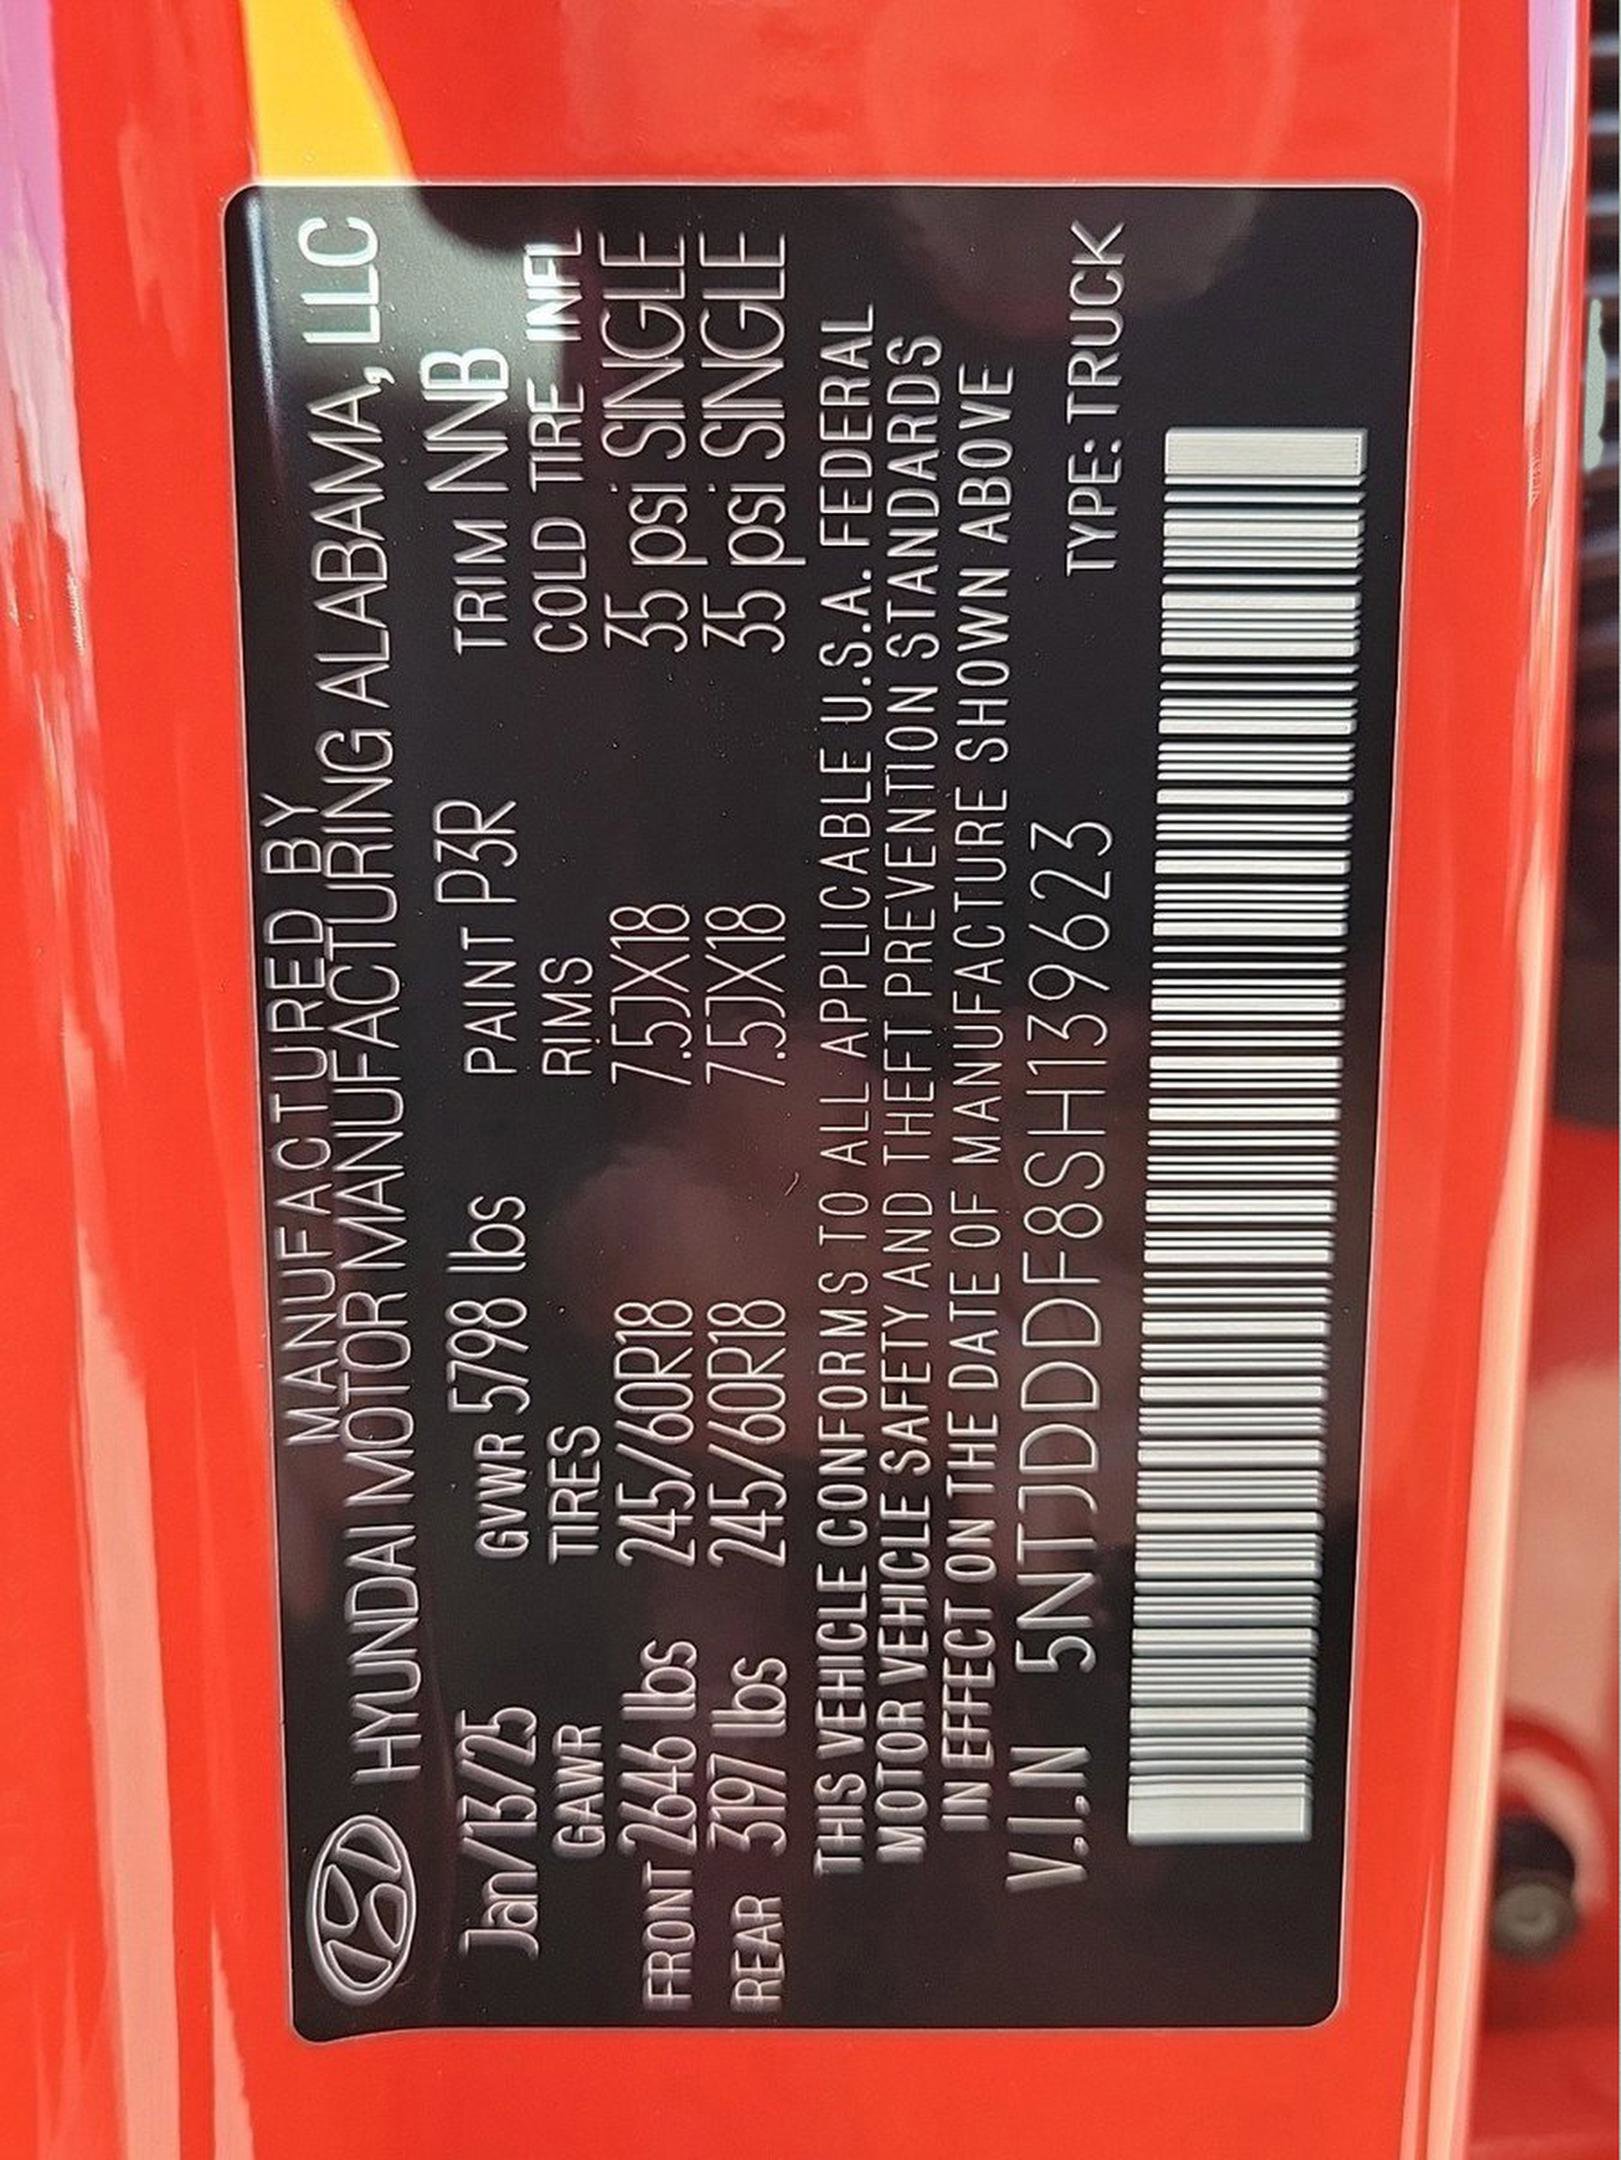 MANUFACTURED BY
HYUNDAI MOTOR MANUFACTURING ALABAMA, LLC
Jan/13/25 GVWR 5798 lbs PAINT P3R TRIM NNB
GAWR TIRES RIMS COLD TIRE INFL
FRONT 2646 lbs 245/60R18 7.5JX18 35 psi SINGLE
REAR 3197 lbs 245/60R18 7.5JX18 35 psi SINGLE
THIS VEHICLE CONFORMS TO ALL APPLICABLE U.S.A. FEDERAL
MOTOR VEHICLE SAFETY AND THEFT PREVENTION STANDARDS
IN EFFECT ON THE DATE OF MANUFACTURE SHOWN ABOVE
V.I.N 5NTJDDDF8SH139623 TYPE: TRUCK